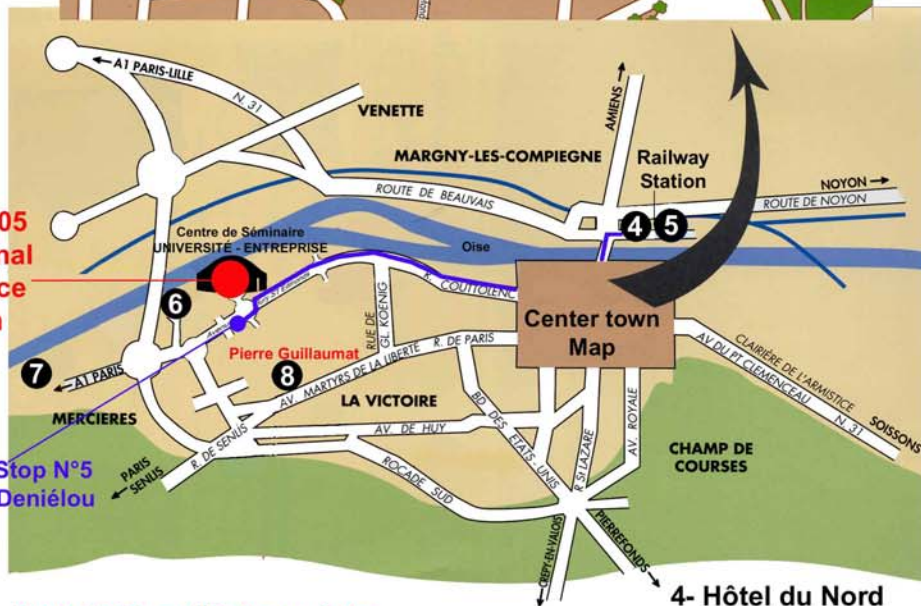 A1 PARIS-LILLE
N. 31
VENETTE
AMIENS
MARGNY-LES-COMPIEGNE
Railway
Station
NOYON
ROUTE DE NOYON
ROUTE DE BEAUVAIS
4
5
05
nal
ce
Centre de Séminaire
UNIVERSITÉ - ENTREPRISE
Oise
6
R. COUTTOLENC
RUE DE
GL. KOENIG
Center town
Map
Pierre Guillaumat
7
A1 PARIS
8
AV. MARTYRS DE LA LIBERTE
R. DE PARIS
AV DU PT CLEMENCEAU
CLAIRIÈRE DE L'ARMISTICE
N. 31
SOISSONS
MERCIERES
LA VICTOIRE
R. DE SENLIS
AV. DE HUY
BD. DES ETATS-UNIS
R St LAZARE
AV. ROYALE
CHAMP DE
COURSES
Stop N°5
Deniélou
PARIS
SENLIS
ROCADE SUD
CREPY-EN-VALOIS
PIERREFONDS
4- Hôtel du Nord